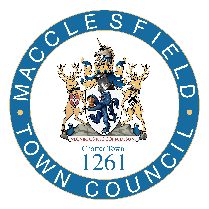 MACCLESFIELD
TOWN COUNCIL
Charter Town
1261